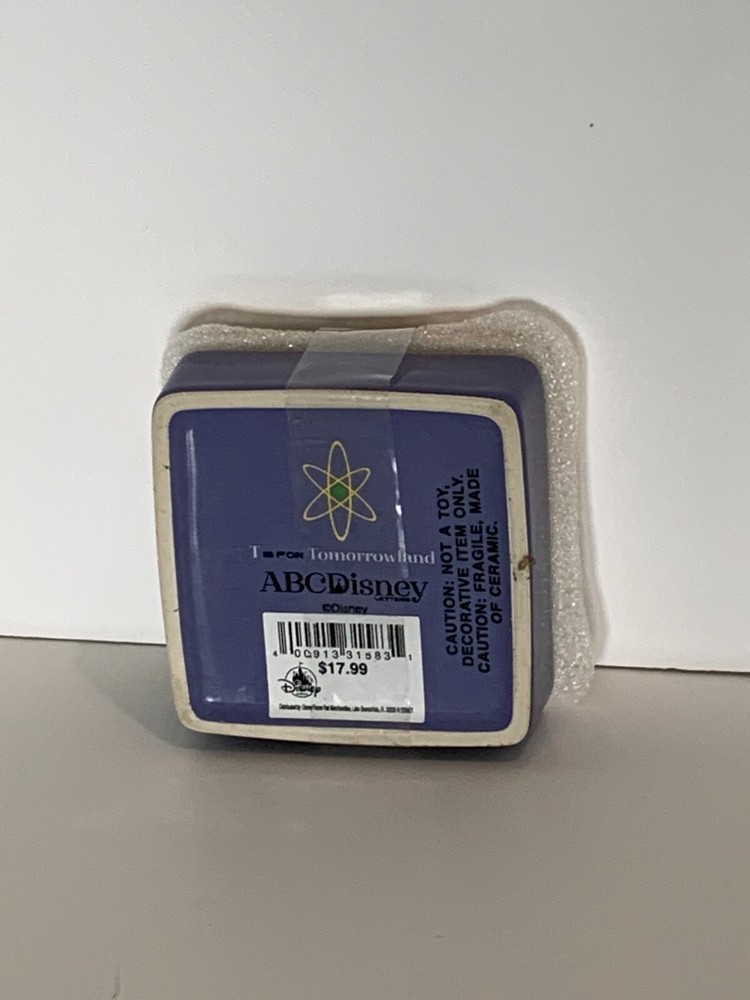 T IS FOR Tomorrowland
ABCDisney
LETTERS
©Disney
4 00913 31583 1
$17.99
Disney
CAUTION: NOT A TOY,
DECORATIVE ITEM ONLY.
CAUTION: FRAGILE, MADE
OF CERAMIC.